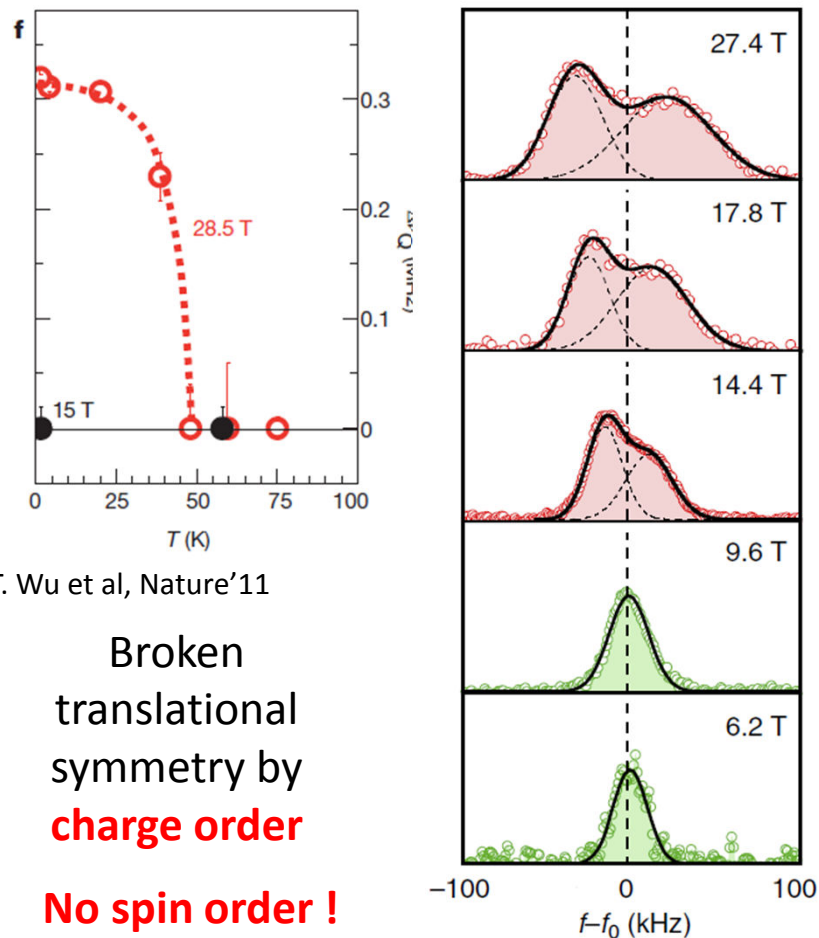 f
0.3
0.2
28.5 T
0.1
15 T
0
0 25 50 75 100
T (K)
. Wu et al, Nature'11
Broken
translational
symmetry by
charge order
No spin order !
27.4 T
17.8 T
14.4 T
9.6 T
6.2 T
−100 0 100
f–f₀ (kHz)